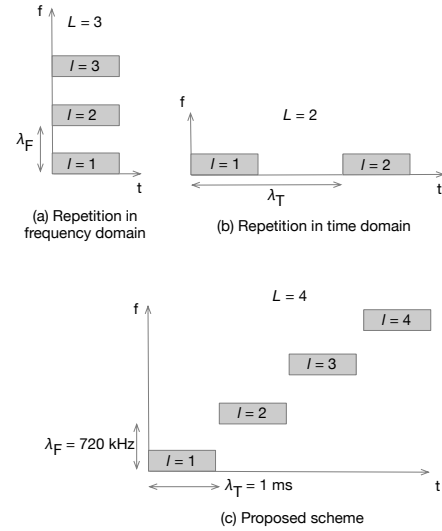 f
L = 3
l = 3
l = 2
λF
l = 1
t
(a) Repetition in
frequency domain
f
L = 2
l = 1
l = 2
t
λT
(b) Repetition in time domain
f
L = 4
l = 4
l = 3
l = 2
λF = 720 kHz
l = 1
t
λT = 1 ms
(c) Proposed scheme